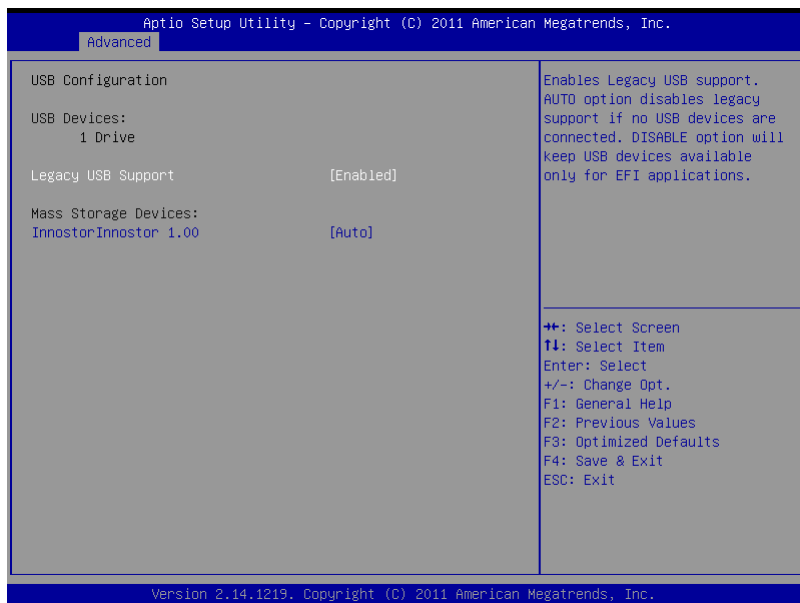 Aptio Setup Utility – Copyright (C) 2011 American Megatrends, Inc.
Advanced
USB Configuration
USB Devices:
1 Drive
Legacy USB Support [Enabled]
Mass Storage Devices:
InnostorInnostor 1.00 [Auto]
Enables Legacy USB support.
AUTO option disables legacy
support if no USB devices are
connected. DISABLE option will
keep USB devices available
only for EFI applications.
→←: Select Screen
↑↓: Select Item
Enter: Select
+/-: Change Opt.
F1: General Help
F2: Previous Values
F3: Optimized Defaults
F4: Save & Exit
ESC: Exit
Version 2.14.1219. Copyright (C) 2011 American Megatrends, Inc.